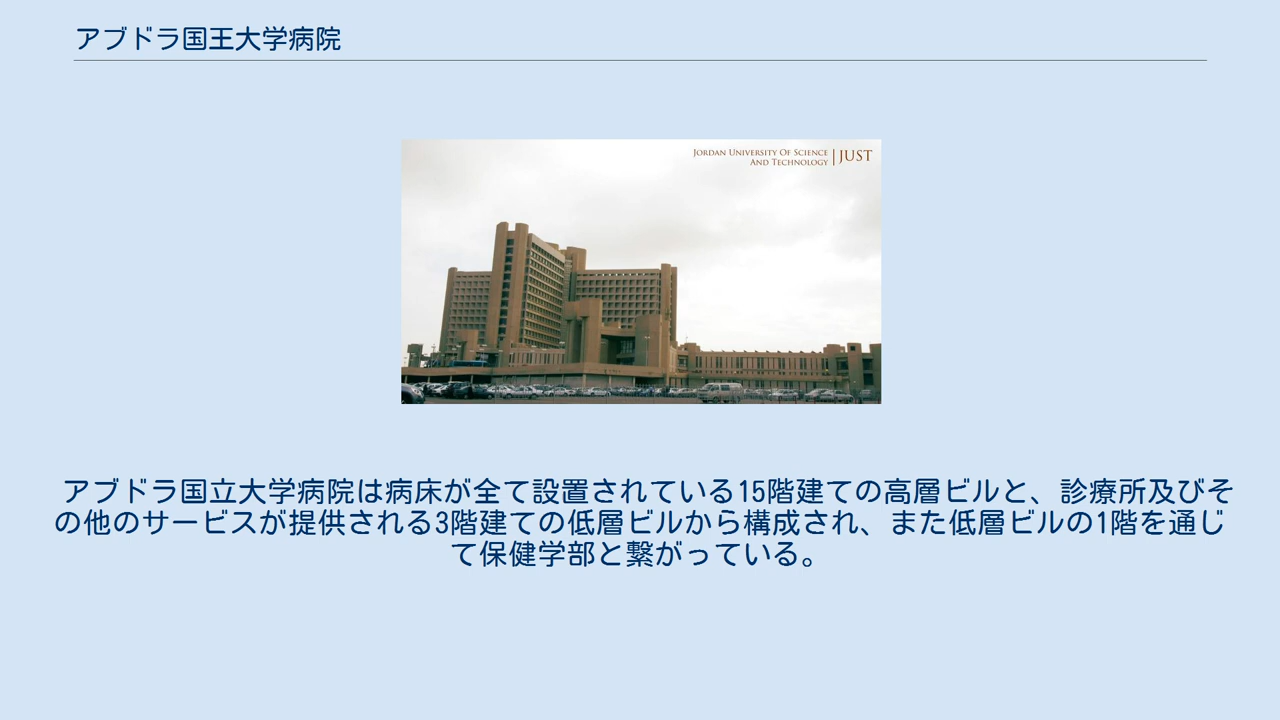 アブドラ国王大学病院
JORDAN UNIVERSITY OF SCIENCE
AND TECHNOLOGY
JUST
アブドラ国立大学病院は病床が全て設置されている15階建ての高層ビルと、診療所及びそ
の他のサービスが提供される3階建ての低層ビルから構成され、また低層ビルの1階を通じ
て保健学部と繋がっている。